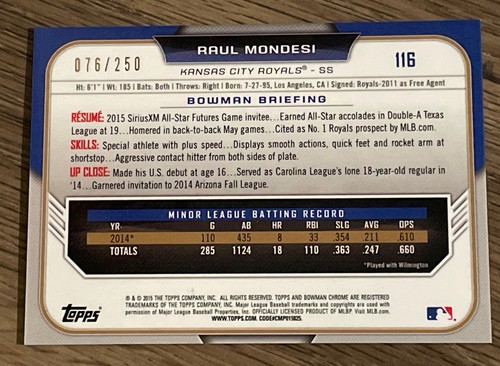 RAUL MONDESI
076/250
116
KANSAS CITY ROYALS® - SS
Ht: 6'1" | Wt: 185 | Bats: Both | Throws: Right | Born: 7-27-95, Los Angeles, CA | Signed: Royals-2011 as Free Agent
BOWMAN BRIEFING
RÉSUMÉ: 2015 SiriusXM All-Star Futures Game invitee...Earned All-Star accolades in Double-A Texas
League at 19...Homered in back-to-back May games...Cited as No. 1 Royals prospect by MLB.com.
SKILLS: Special athlete with plus speed...Displays smooth actions, quick feet and rocket arm at
shortstop...Aggressive contact hitter from both sides of plate.
UP CLOSE: Made his U.S. debut at age 16...Served as Carolina League's lone 18-year-old regular in
'14...Garnered invitation to 2014 Arizona Fall League.
MINOR LEAGUE BATTING RECORD
YR G AB HR RBI SLG AVG OPS
2014* 110 435 8 33 .354 .211 .610
TOTALS 285 1124 18 110 .363 .247 .660
*Played with Wilmington
Topps
® & © 2015 THE TOPPS COMPANY, INC. ALL RIGHTS RESERVED. TOPPS AND BOWMAN CHROME ARE REGISTERED
TRADEMARKS OF THE TOPPS COMPANY, INC. Major League Baseball trademarks and copyrights are used with
permission of Major League Baseball Properties, Inc. OFFICIALLY LICENSED PRODUCT OF MLBP Visit MLB.com.
WWW.TOPPS.COM. CODE#CMP015825.